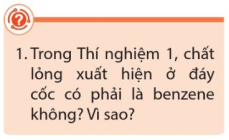 1. Trong Thí nghiệm 1, chất
lỏng xuất hiện ở đáy
cốc có phải là benzene
không? Vì sao?